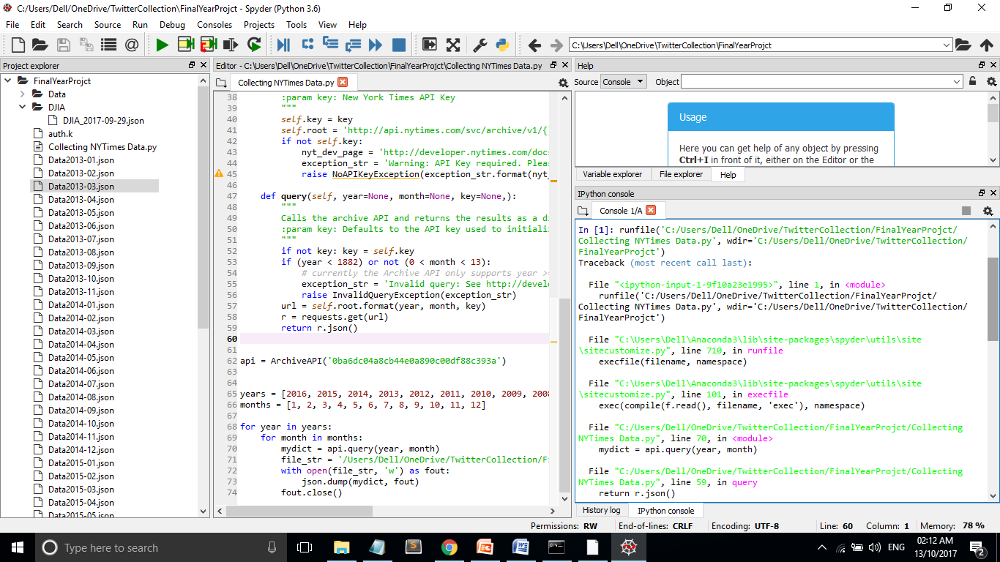 C:/Users/Dell/OneDrive/TwitterCollection\FinalYearProjct - Spyder (Python 3.6)
File Edit Search Source Run Debug Consoles Projects Tools View Help
C:\Users\Dell\OneDrive\TwitterCollection\FinalYearProjct
Project explorer
FinalYearProjct
Data
DJIA
DJIA_2017-09-29.json
auth.k
Collecting NYTimes Data.py
Data2013-01.json
Data2013-02.json
Data2013-03.json
Data2013-04.json
Data2013-05.json
Data2013-06.json
Data2013-07.json
Data2013-08.json
Data2013-09.json
Data2013-10.json
Data2013-11.json
Data2014-01.json
Data2014-02.json
Data2014-03.json
Data2014-04.json
Data2014-05.json
Data2014-06.json
Data2014-07.json
Data2014-08.json
Data2014-09.json
Data2014-10.json
Data2014-11.json
Data2014-12.json
Data2015-01.json
Data2015-02.json
Data2015-03.json
Data2015-04.json
Data2015-05.json
Editor - C:\Users\Dell\OneDrive\TwitterCollection\FinalYearProjct\Collecting NYTimes Data.py
Collecting NYTimes Data.py
38 :param key: New York Times API Key
39 """
40 self.key = key
41 self.root = 'http://api.nytimes.com/svc/archive/v1/{
42 if not self.key:
43 nyt_dev_page = 'http://developer.nytimes.com/doc
44 exception_str = 'Warning: API Key required. Plea
45 raise NoAPIKeyException(exception_str.format(nyt_
46
47 def query(self, year=None, month=None, key=None,):
48 """
49 Calls the archive API and returns the results as a d
50 :param key: Defaults to the API key used to initiali
51 """
52 if not key: key = self.key
53 if (year < 1882) or not (0 < month < 13):
54 # currently the Archive API only supports year >
55 exception_str = 'Invalid query: See http://devel
56 raise InvalidQueryException(exception_str)
57 url = self.root.format(year, month, key)
58 r = requests.get(url)
59 return r.json()
60
61
62 api = ArchiveAPI('0ba6dc04a8cb44e0a890c00df88c393a')
63
64
65 years = [2016, 2015, 2014, 2013, 2012, 2011, 2010, 2009, 2008
66 months = [1, 2, 3, 4, 5, 6, 7, 8, 9, 10, 11, 12]
67
68 for year in years:
69 for month in months:
70 mydict = api.query(year, month)
71 file_str = '/Users/Dell/OneDrive/TwitterCollection/F
72 with open(file_str, 'w') as fout:
73 json.dump(mydict, fout)
74 fout.close()
Help
Source Console Object
Usage
Here you can get help of any object by pressing
Ctrl+I in front of it, either on the Editor or the
Variable explorer File explorer Help
IPython console
Console 1/A
In [1]: runfile('C:/Users/Dell/OneDrive/TwitterCollection/FinalYearProjct/
Collecting NYTimes Data.py', wdir='C:/Users/Dell/OneDrive/TwitterCollection/
FinalYearProjct')
Traceback (most recent call last):
File "<ipython-input-1-9f10a23e1995>", line 1, in <module>
runfile('C:/Users/Dell/OneDrive/TwitterCollection/FinalYearProjct/
Collecting NYTimes Data.py', wdir='C:/Users/Dell/OneDrive/TwitterCollection/
FinalYearProjct')
File "C:\Users\Dell\Anaconda3\lib\site-packages\spyder\utils\site
\sitecustomize.py", line 710, in runfile
execfile(filename, namespace)
File "C:\Users\Dell\Anaconda3\lib\site-packages\spyder\utils\site
\sitecustomize.py", line 101, in execfile
exec(compile(f.read(), filename, 'exec'), namespace)
File "C:/Users/Dell/OneDrive/TwitterCollection/FinalYearProjct/Collecting
NYTimes Data.py", line 70, in <module>
mydict = api.query(year, month)
File "C:/Users/Dell/OneDrive/TwitterCollection/FinalYearProjct/Collecting
NYTimes Data.py", line 59, in query
return r.json()
History log IPython console
Permissions: RW End-of-lines: CRLF Encoding: UTF-8 Line: 60 Column: 1 Memory: 78 %
Type here to search
ENG
02:12 AM
13/10/2017
2